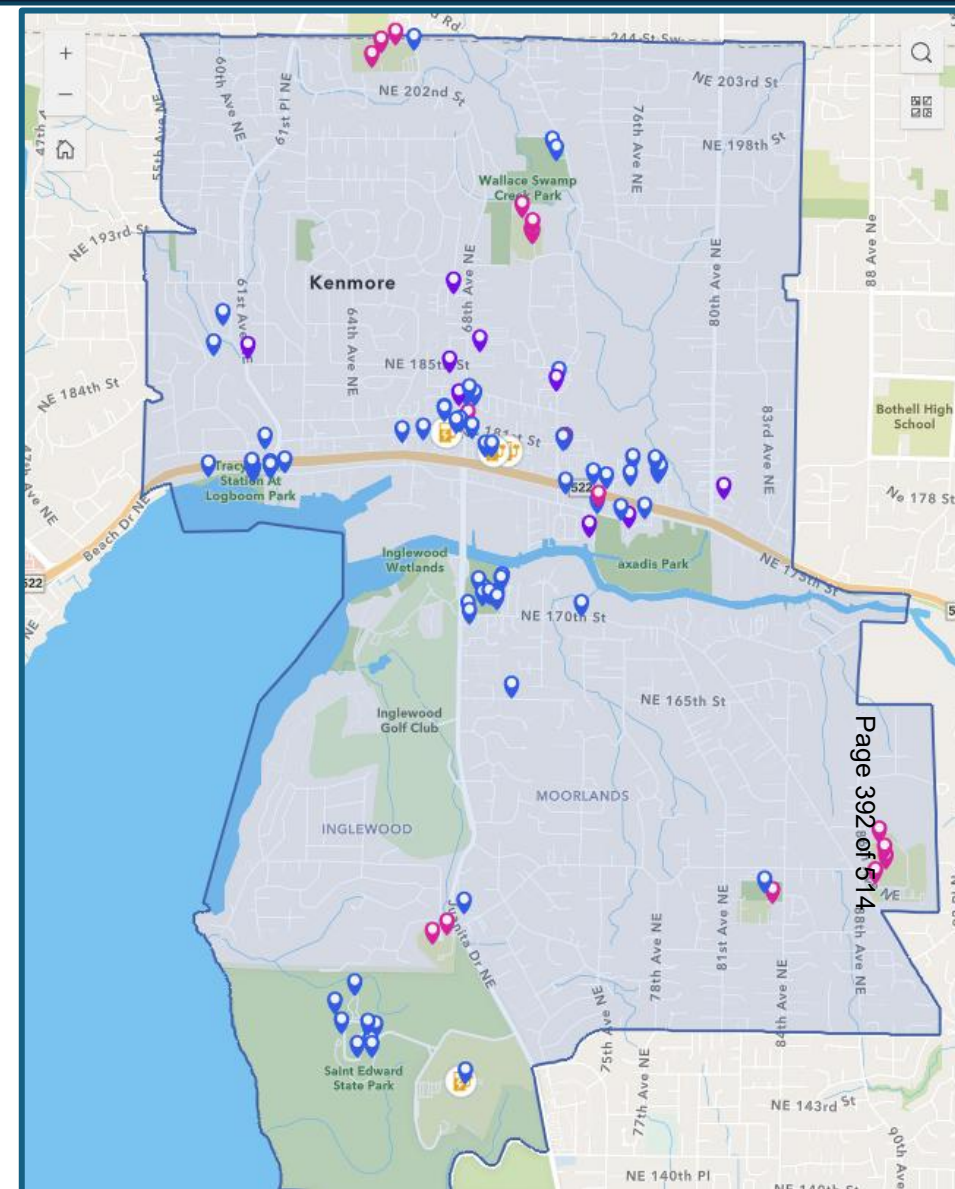 244 St Sw
NE 203rd St
NE 202nd St
60th Ave NE
61st Pl NE
55th Ave NE
76th Ave NE
NE 198th St
Wallace Swamp
Creek Park
NE 193rd St
88 Ave Ne
Kenmore
68th Ave NE
80th Ave NE
64th Ave NE
NE 185th St
NE 184th St
83rd Ave NE
Bothell High
School
Station At
Logboom Park
522
Ne 178 St
Beach Dr NE
522
Inglewood
Wetlands
axadis Park
NE 175th St
NE 170th St
NE 165th St
Inglewood
Golf Club
Page 392 of 514
MOORLANDS
INGLEWOOD
Juanita Dr NE
NE
88th Ave NE
81st Ave NE
78th Ave NE
84th Ave NE
75th Ave NE
Saint Edward
State Park
77th Ave NE
NE 143rd St
NE 140th Pl